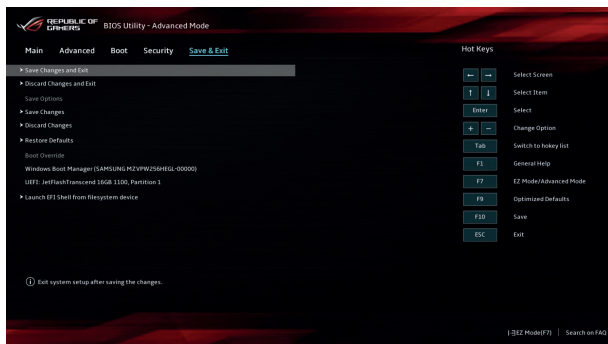 REPUBLIC OF
GAMERS
BIOS Utility - Advanced Mode
Main Advanced Boot Security Save & Exit
Save Changes and Exit
Discard Changes and Exit
Save Options
Save Changes
Discard Changes
Restore Defaults
Boot Override
Windows Boot Manager (SAMSUNG MZVPW256HEGL-00000)
UEFI: JetFlashTranscend 16GB 1100, Partition 1
Launch EFI Shell from filesystem device
Exit system setup after saving the changes.
Hot Keys
← → Select Screen
↑ ↓ Select Item
Enter Select
+ - Change Option
Tab Switch to hokey list
F1 General Help
F7 EZ Mode/Advanced Mode
F9 Optimized Defaults
F10 Save
ESC Exit
EZ Mode(F7) | Search on FAQ